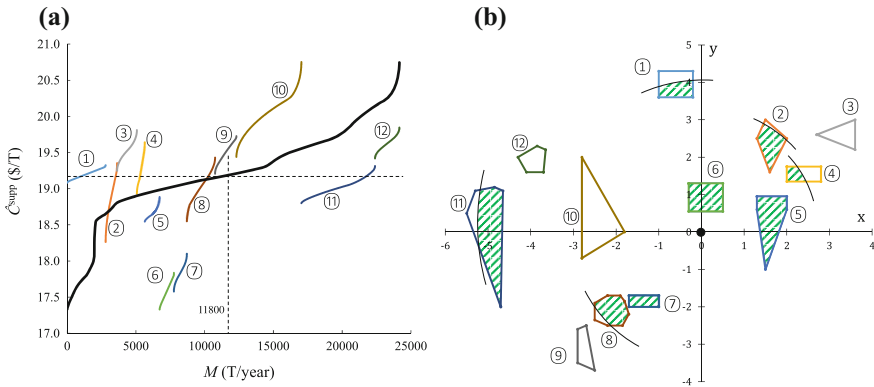 (a)
(b)
21.0
20.5
20.0
19.5
19.0
18.5
18.0
17.5
17.0
Ĉˢᵘᵖᵖ ($/T)
① ② ③ ④ ⑤ ⑥ ⑦ ⑧ ⑨ ⑩ ⑪ ⑫
11800
0 5000 10000 15000 20000 25000
M (T/year)
y
5
4
3
2
1
0
-1
-2
-3
-4
-6 -5 -4 -3 -2 -1 0 1 2 3 4
x
① ② ③ ④ ⑤ ⑥ ⑦ ⑧ ⑨ ⑩ ⑪ ⑫